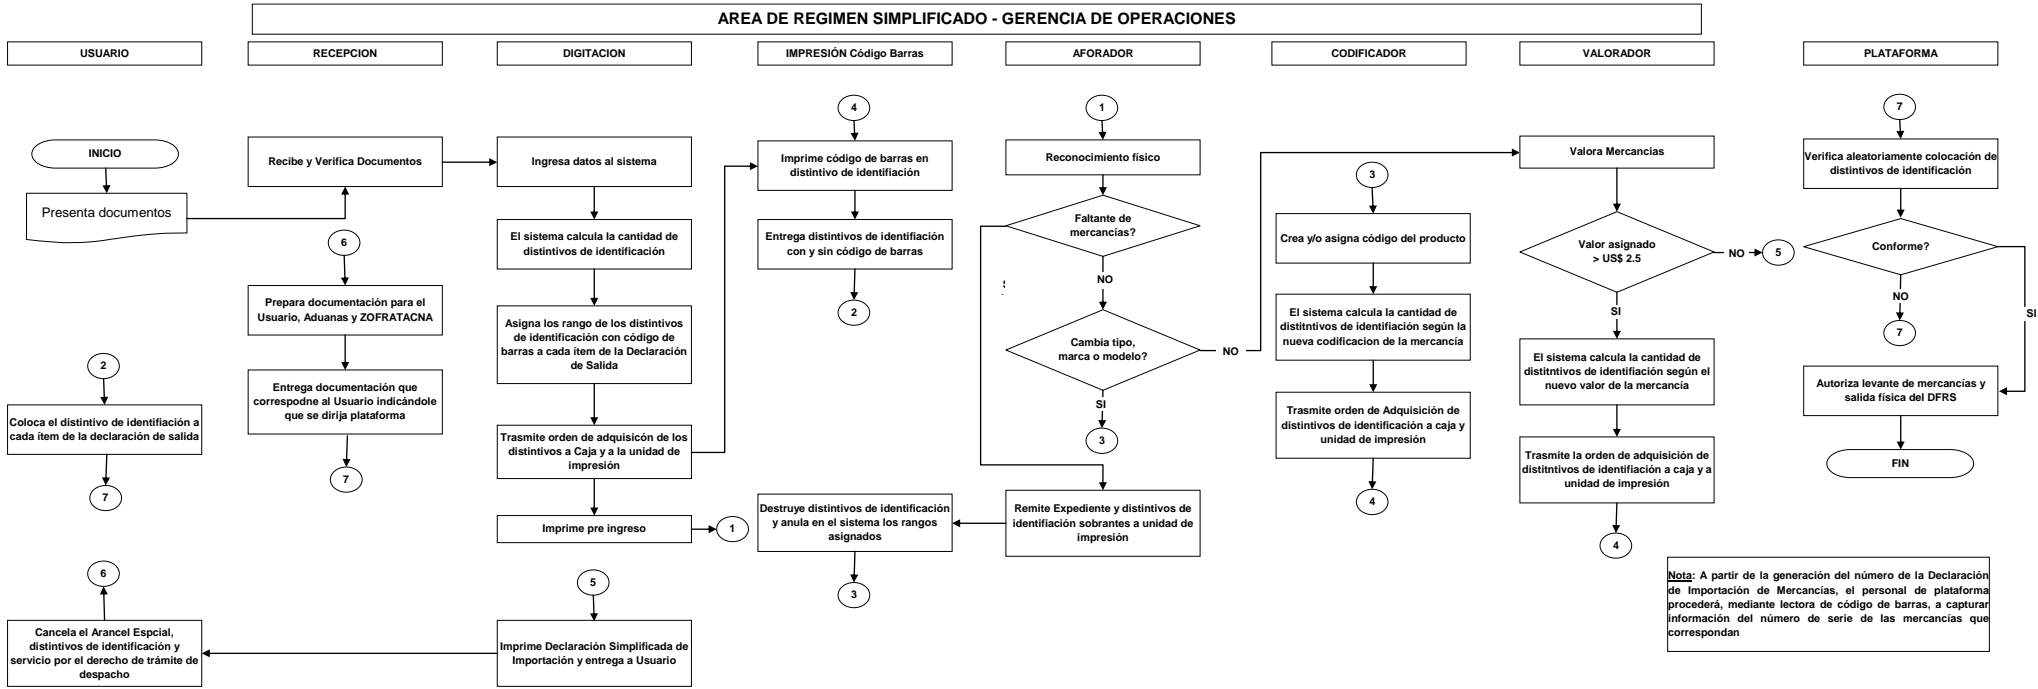 AREA DE REGIMEN SIMPLIFICADO - GERENCIA DE OPERACIONES
USUARIO
RECEPCION
DIGITACION
IMPRESIÓN Código Barras
AFORADOR
CODIFICADOR
VALORADOR
PLATAFORMA
INICIO
Presenta documentos
2
Coloca el distintivo de identifiación a
cada ítem de la declaración de salida
7
6
Cancela el Arancel Espcial,
distintivos de identificación y
servicio por el derecho de trámite de
despacho
Recibe y Verifica Documentos
6
Prepara documentación para el
Usuario, Aduanas y ZOFRATACNA
Entrega documentación que
correspodne al Usuario indicándole
que se dirija plataforma
7
Ingresa datos al sistema
El sistema calcula la cantidad de
distintivos de identificación
Asigna los rango de los distintivos
de identificación con código de
barras a cada ítem de la Declaración
de Salida
Trasmite orden de adquisicón de los
distintivos a Caja y a la unidad de
impresión
Imprime pre ingreso
1
5
Imprime Declaración Simplificada de
Importación y entrega a Usuario
4
Imprime código de barras en
distintivo de identifiación
Entrega distintivos de identifiación
con y sin código de barras
2
Destruye distintivos de identificación
y anula en el sistema los rangos
asignados
3
1
Reconocimiento físico
Faltante de
mercancías?
NO
Cambia tipo,
marca o modelo?
NO
SI
3
Remite Expediente y distintivos de
identifiación sobrantes a unidad de
impresión
3
Crea y/o asigna código del producto
El sistema calcula la cantidad de
distitntivos de identifiación según la
nueva codificacion de la mercancía
Trasmite orden de Adquisición de
distintivos de identificación a caja y
unidad de impresión
4
Valora Mercancias
Valor asignado
> US$ 2.5
NO
5
SI
El sistema calcula la cantidad de
distitntivos de identifiación según el
nuevo valor de la mercancía
Trasmite la orden de adquisición de
distitntivos de identifiación a caja y a
unidad de impresión
4
7
Verifica aleatoriamente colocación de
distintivos de identificación
Conforme?
NO
SI
7
Autoriza levante de mercancías y
salida física del DFRS
FIN
Nota: A partir de la generación del número de la Declaración
de Importación de Mercancías, el personal de plataforma
procederá, mediante lectora de código de barras, a capturar
información del número de serie de las mercancías que
correspondan